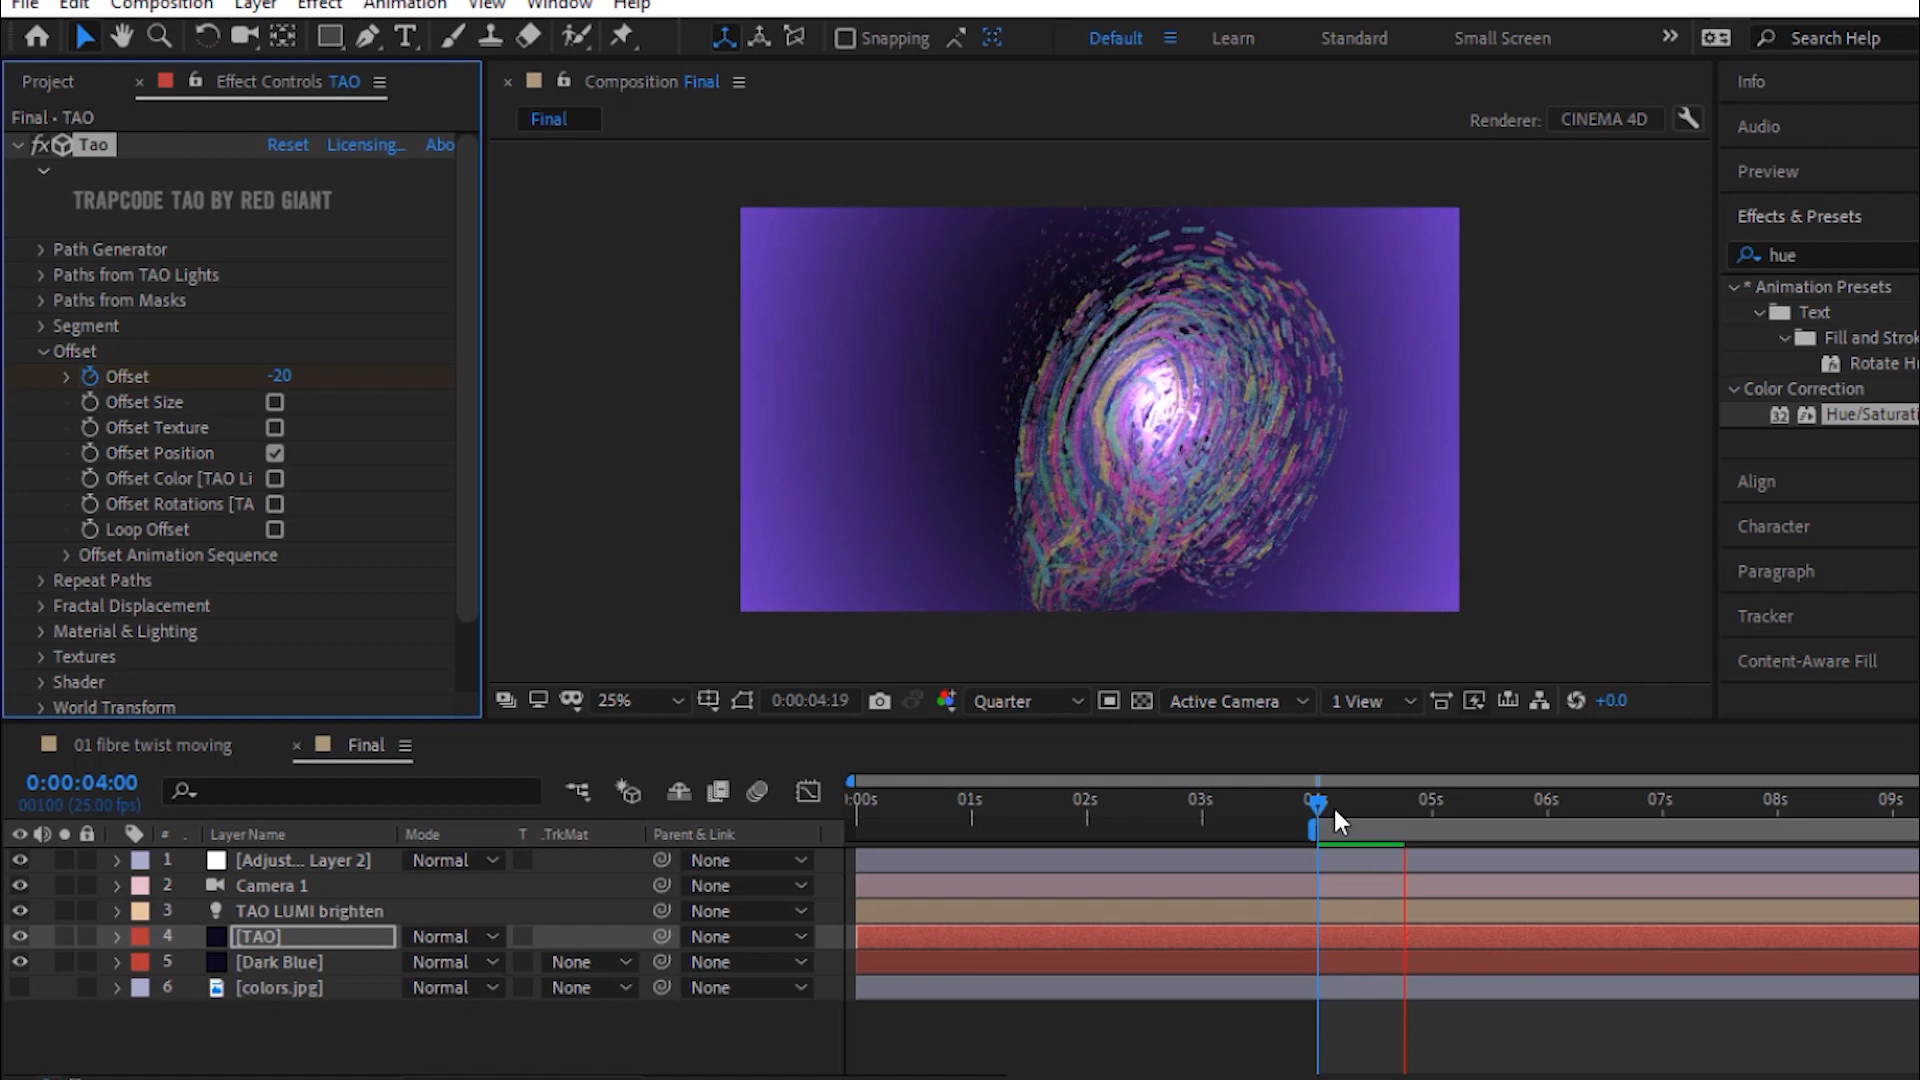 File Edit Composition Layer Effect Animation View Window Help
Snapping Default Learn Standard Small Screen Search Help
Project × Effect Controls TAO
Final • TAO
fx Tao Reset Licensing... Abo
TRAPCODE TAO BY RED GIANT
Path Generator
Paths from TAO Lights
Paths from Masks
Segment
Offset
Offset -20
Offset Size
Offset Texture
Offset Position
Offset Color [TAO Li
Offset Rotations [TA
Loop Offset
Offset Animation Sequence
Repeat Paths
Fractal Displacement
Material & Lighting
Textures
Shader
World Transform
× Composition Final
Final Renderer: CINEMA 4D
25% 0:00:04:19 Quarter Active Camera 1 View +0.0
Info
Audio
Preview
Effects & Presets
hue
* Animation Presets
Text
Fill and Strok
Rotate H
Color Correction
32 Hue/Saturati
Align
Character
Paragraph
Tracker
Content-Aware Fill
01 fibre twist moving × Final
0:00:04:00
00100 (25.00 fps)
:00s 01s 02s 03s 05s 06s 07s 08s 09s
# Layer Name Mode T .TrkMat Parent & Link
1 [Adjust... Layer 2] Normal None
2 Camera 1 None
3 TAO LUMI brighten None
4 [TAO] Normal None
5 [Dark Blue] Normal None None
6 [colors.jpg] Normal None None